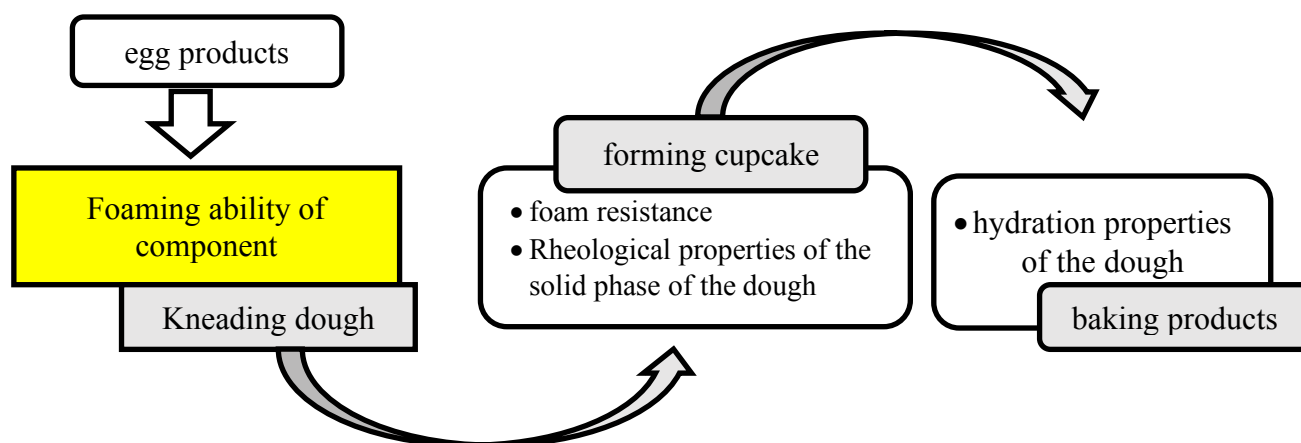 egg products
Foaming ability of
component
Kneading dough
forming cupcake
• foam resistance
• Rheological properties of the
solid phase of the dough
• hydration properties
of the dough
baking products